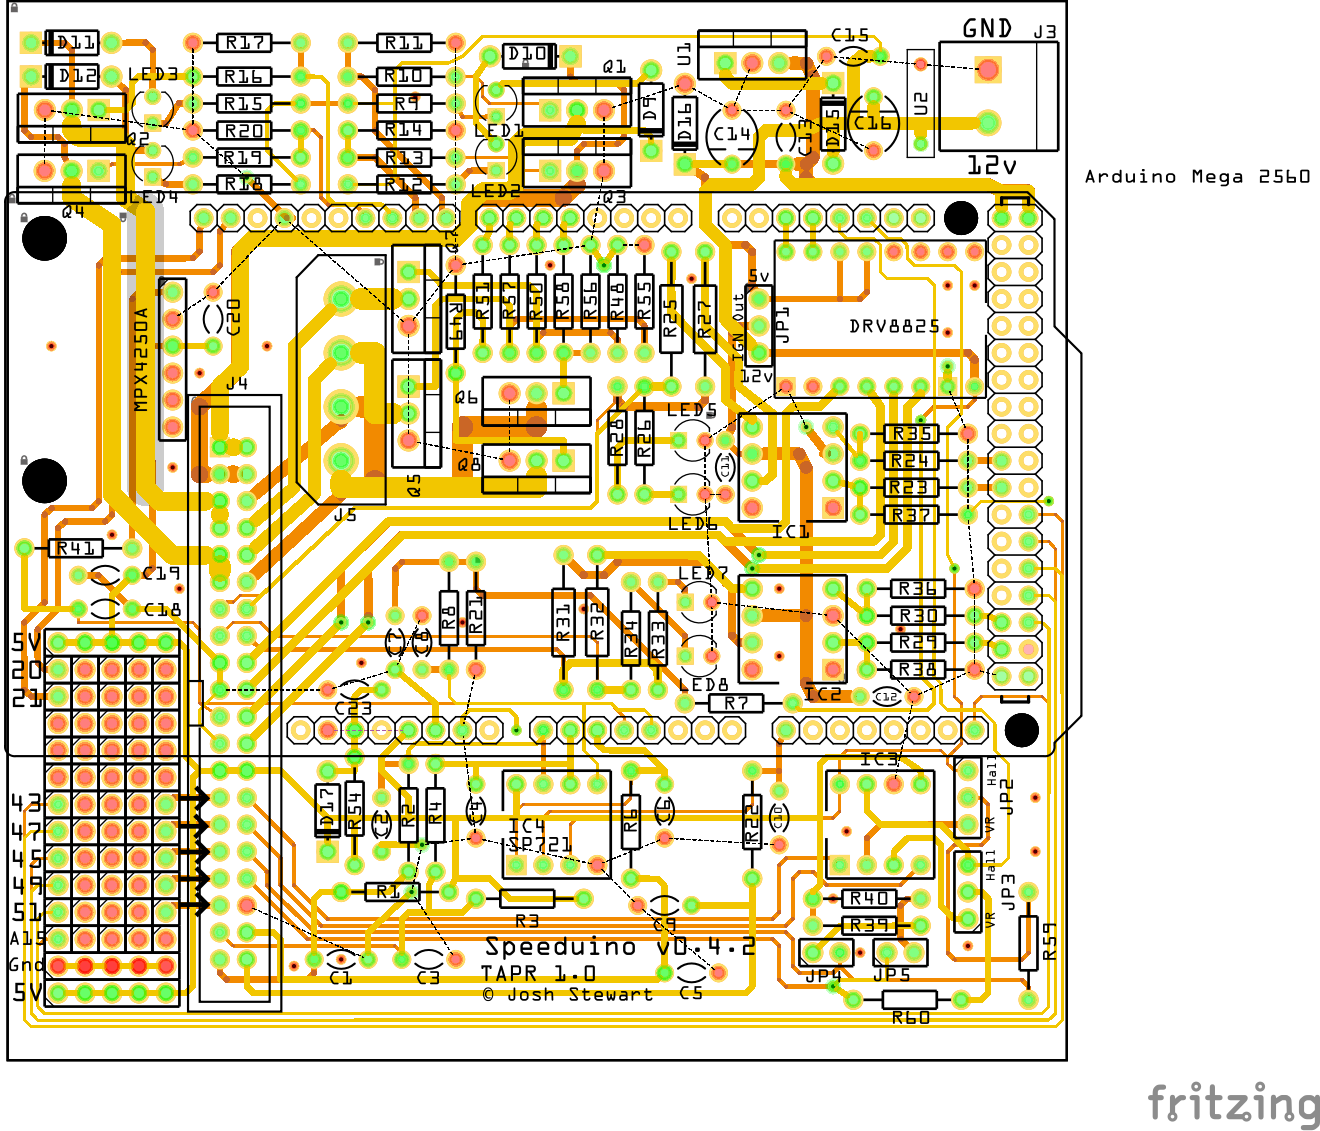 GND
J3
D11
R17
R11
D10
U1
C15
D12
LED3
R16
R10
Q1
R15
R9
D9
D16
U2
Q2
R20
R14
LED1
C14
C13
D15
C16
R19
R13
12v
R18
R12
LED2
Q3
Arduino Mega 2560
LED4
Q4
Q7
5v
MPX4250A
C20
R49
R51
R57
R50
R58
R56
R48
R55
R25
R27
IGN Out
JP1
DRV8825
12v
J4
Q6
LED5
R28
R26
C11
R35
R24
Q8
Q5
R23
J5
LED6
IC1
R37
R41
C19
LED7
R36
C18
R8
R21
R31
R32
R34
R33
R30
5V
C7
C8
R29
20
R38
21
LED8
C23
R7
IC2
C12
IC3
43
D17
R54
C2
R2
R4
C4
IC4
SP721
R6
C6
R22
C10
Hall
JP2
VR
47
45
49
Hall
JP3
VR
R1
R3
R40
51
C9
R39
A15
Speeduino v0.4.2
R59
Gnd
C1
C3
TAPR 1.0
C5
JP4
JP5
5V
© Josh Stewart
R60
fritzing